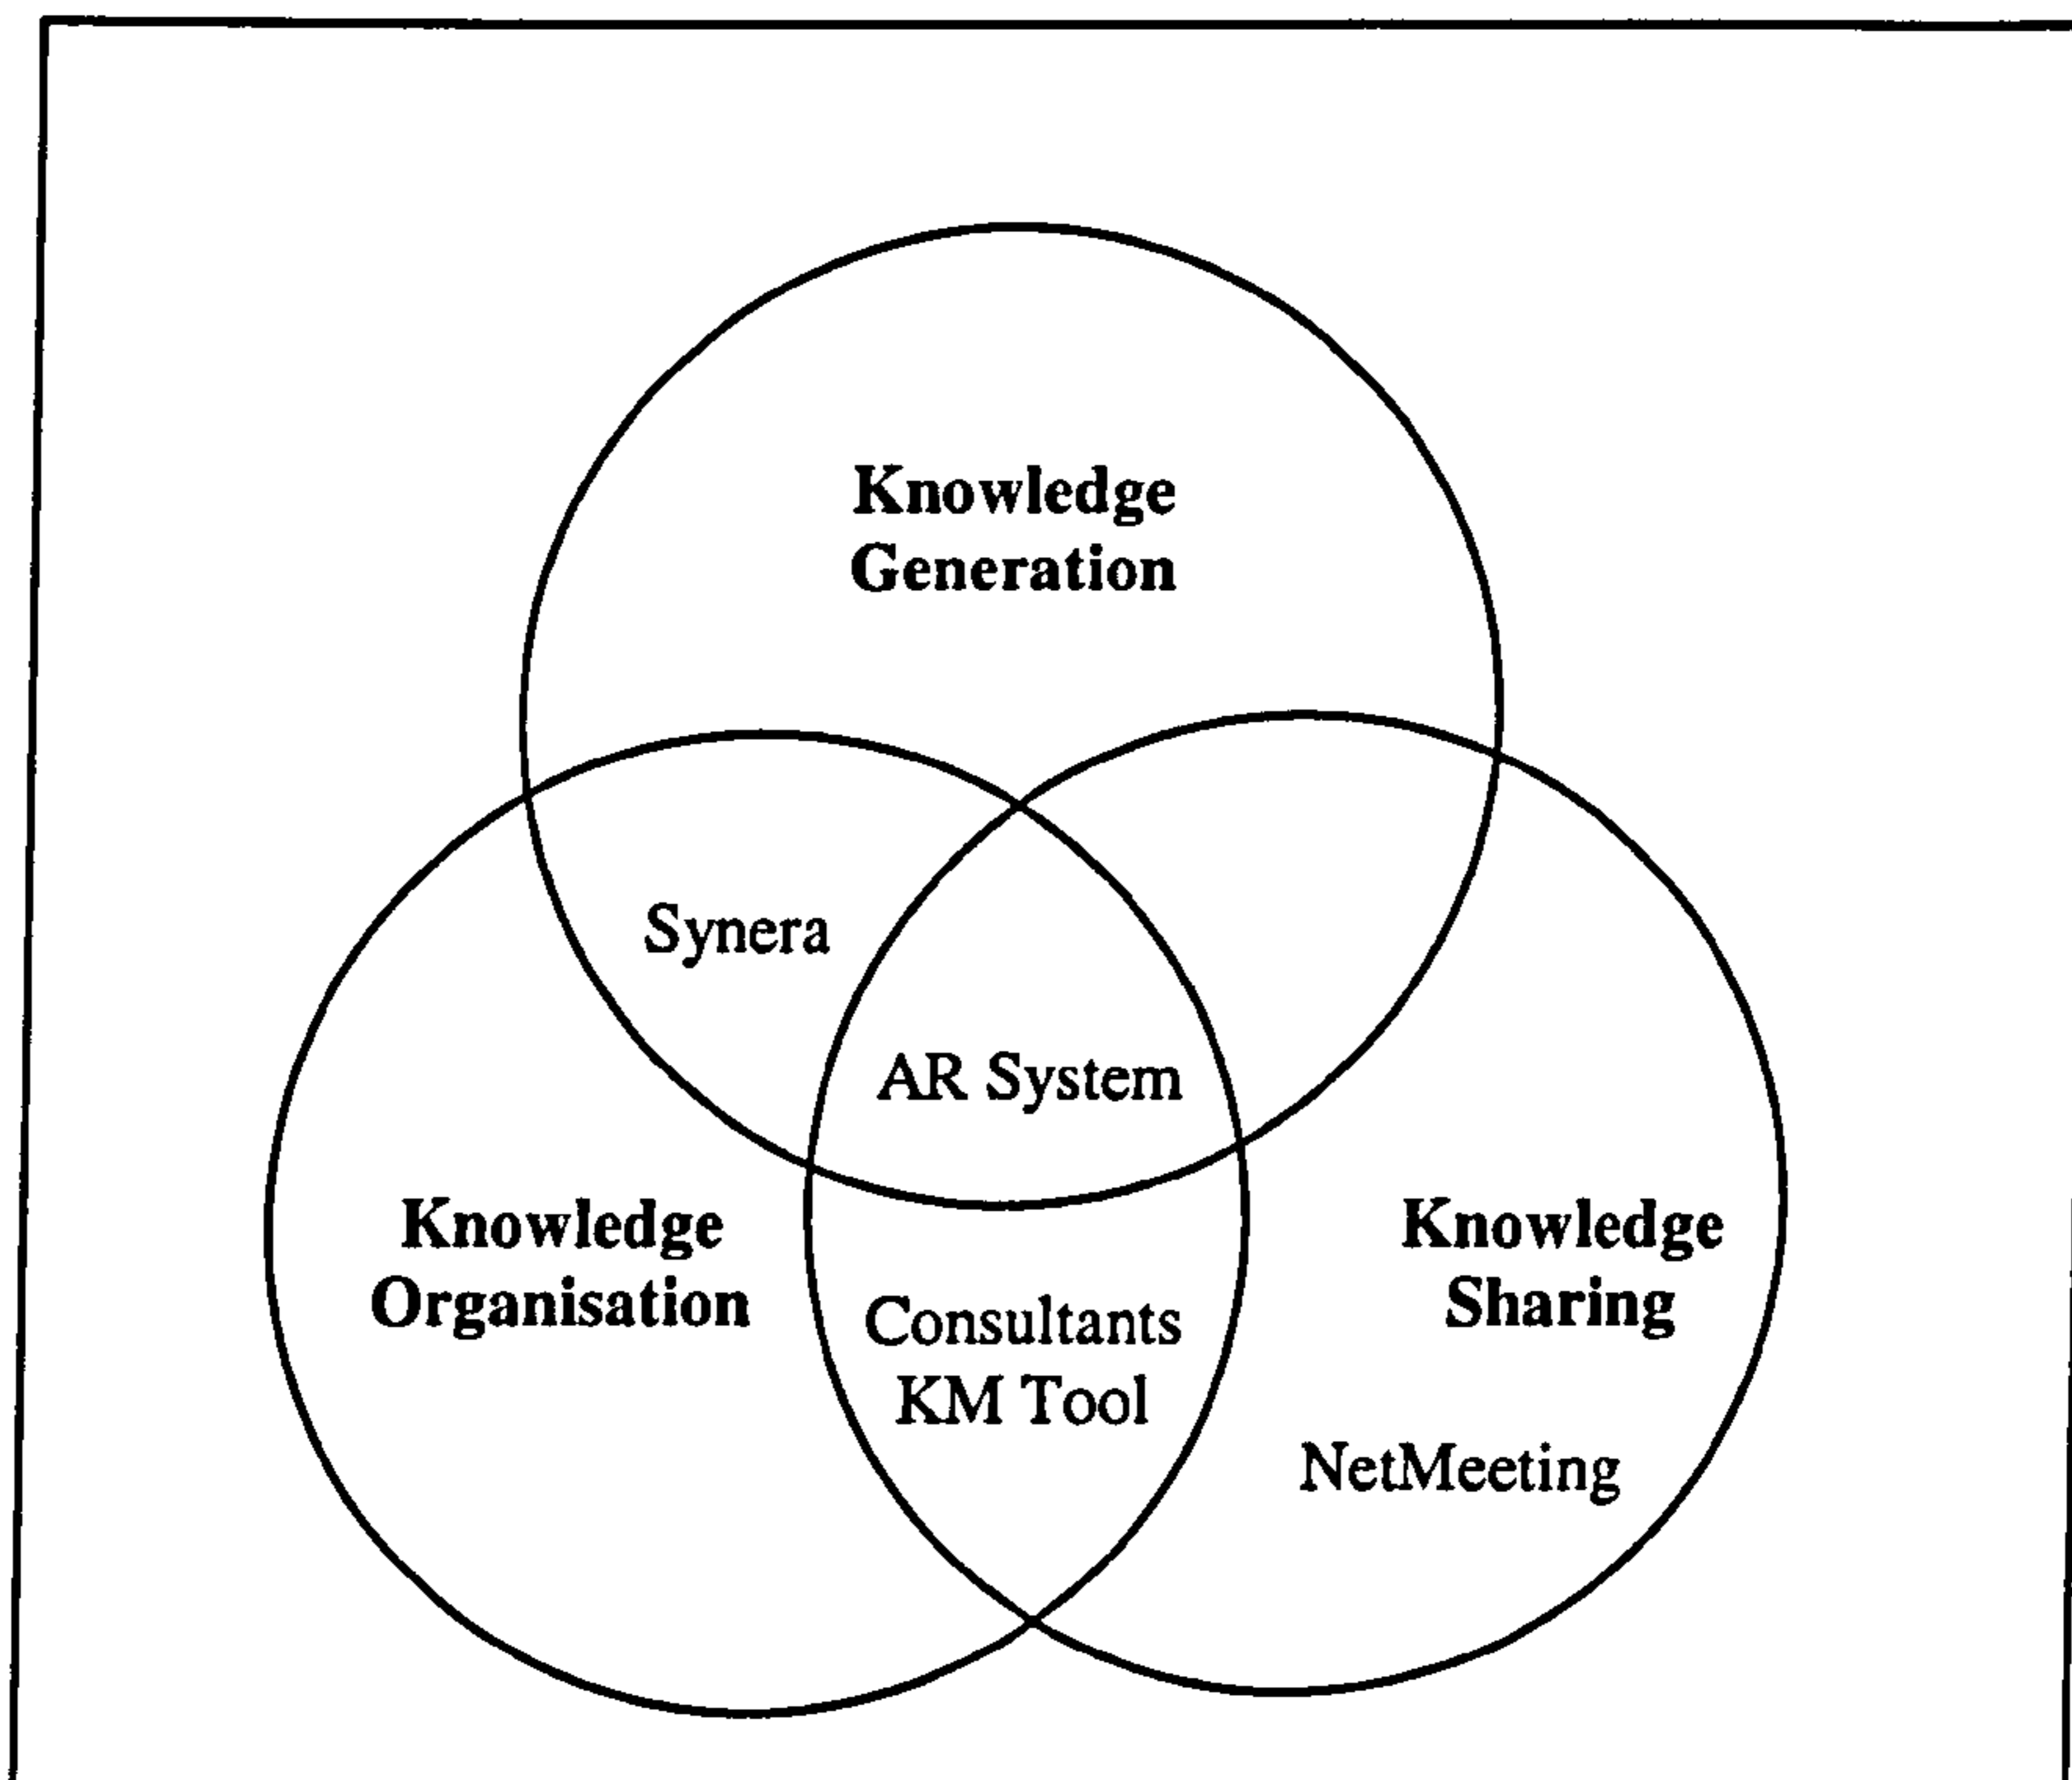 Knowledge
Generation
Synera
AR System
Knowledge
Organisation
Knowledge
Sharing
Consultants
KM Tool
NetMeeting